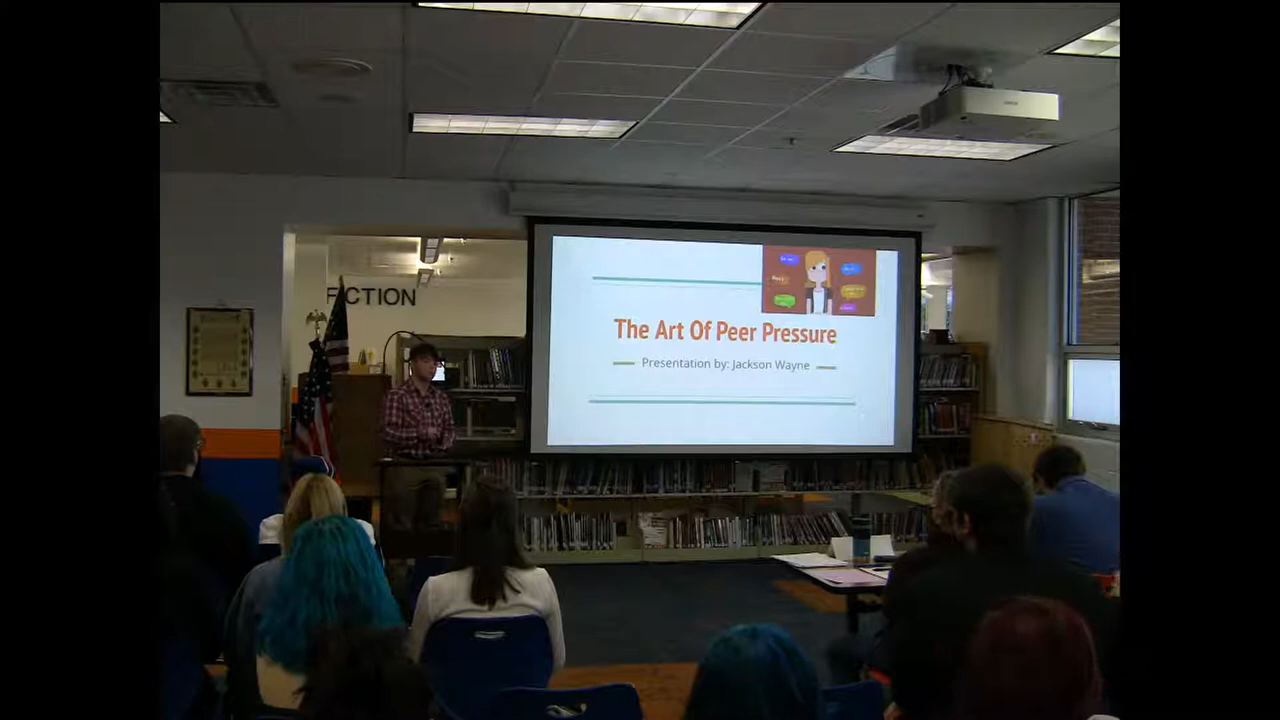 FICTION
The Art Of Peer Pressure
Presentation by: Jackson Wayne